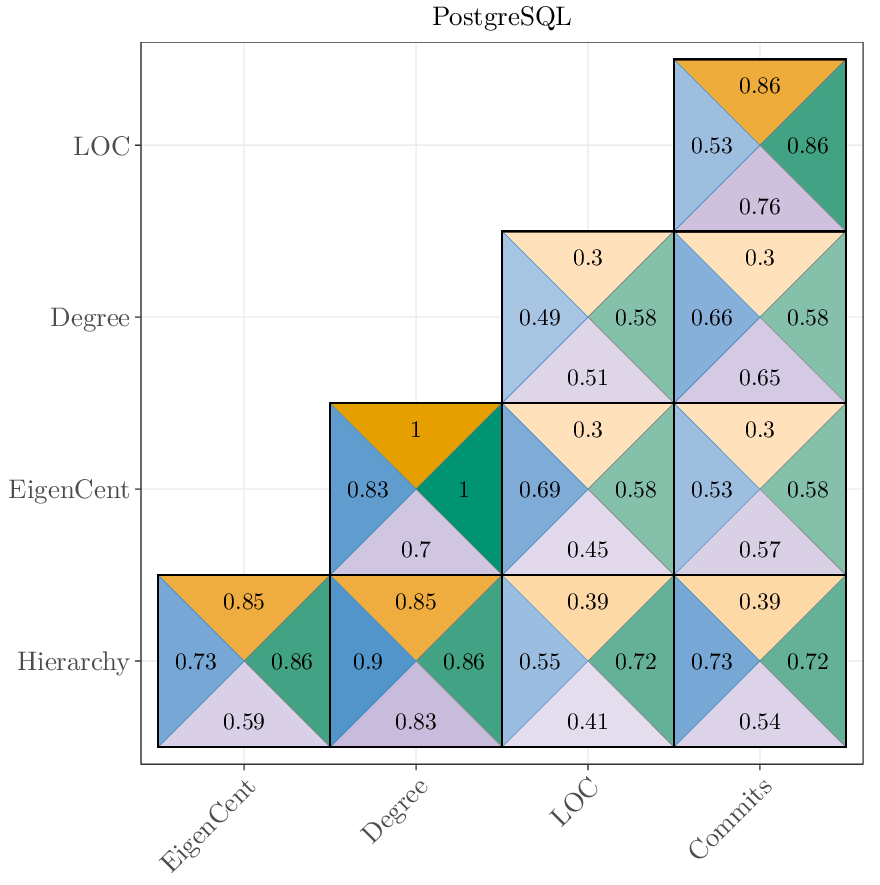 PostgreSQL
0.86
LOC 0.53 0.86
0.76
0.3 0.3
Degree 0.49 0.58 0.66 0.58
0.51 0.65
1 0.3 0.3
EigenCent 0.83 1 0.69 0.58 0.53 0.58
0.7 0.45 0.57
0.85 0.85 0.39 0.39
Hierarchy 0.73 0.86 0.9 0.86 0.55 0.72 0.73 0.72
0.59 0.83 0.41 0.54
EigenCent Degree LOC Commits